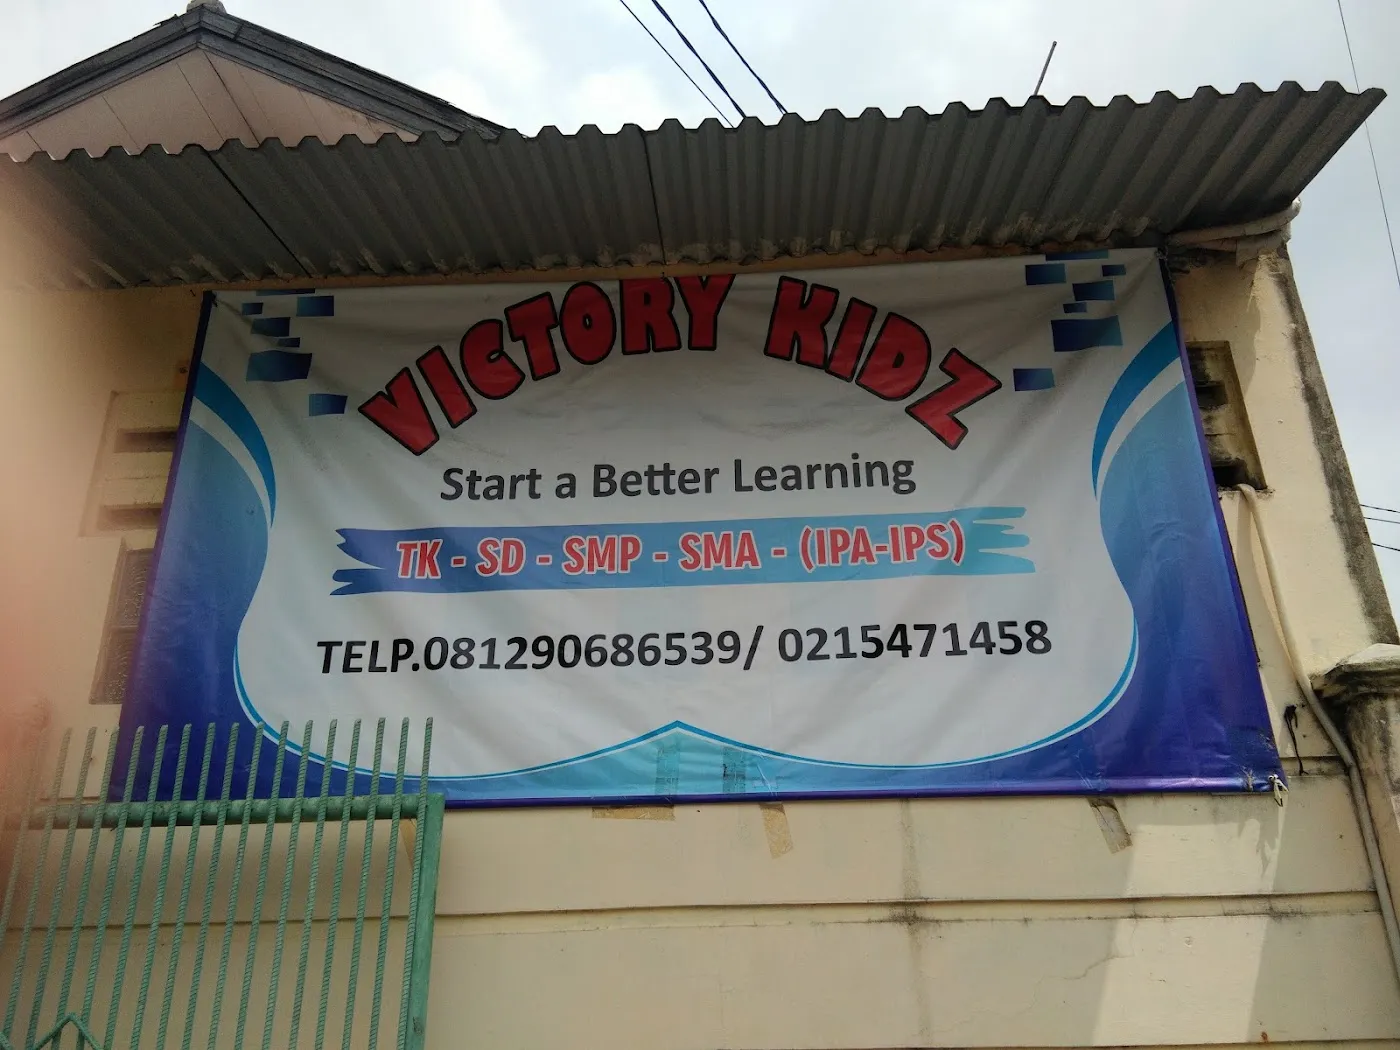 VICTORY KIDZ
Start a Better Learning
TK - SD - SMP - SMA - (IPA-IPS)
TELP.081290686539/ 0215471458